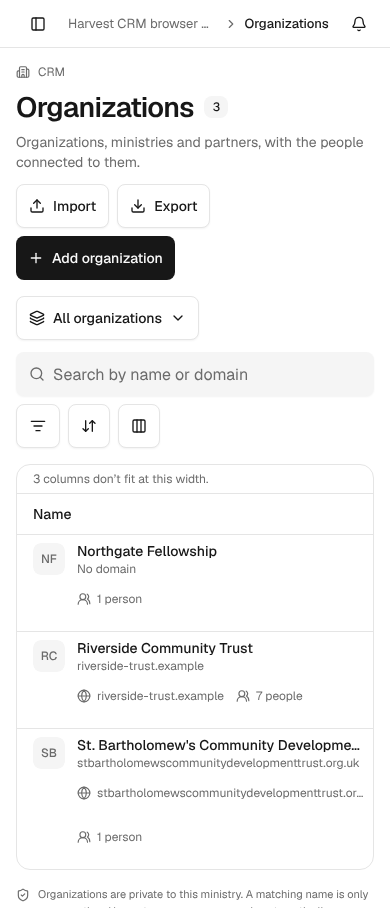 Harvest CRM browser ... > Organizations
CRM
Organizations 3
Organizations, ministries and partners, with the people
connected to them.
Import Export
+ Add organization
All organizations
Search by name or domain
3 columns don't fit at this width.
Name
NF Northgate Fellowship
No domain
1 person
RC Riverside Community Trust
riverside-trust.example
riverside-trust.example 7 people
SB St. Bartholomew's Community Developme...
stbartholomewscommunitydevelopmenttrust.org.uk
stbartholomewscommunitydevelopmenttrust.or...
1 person
Organizations are private to this ministry. A matching name is only